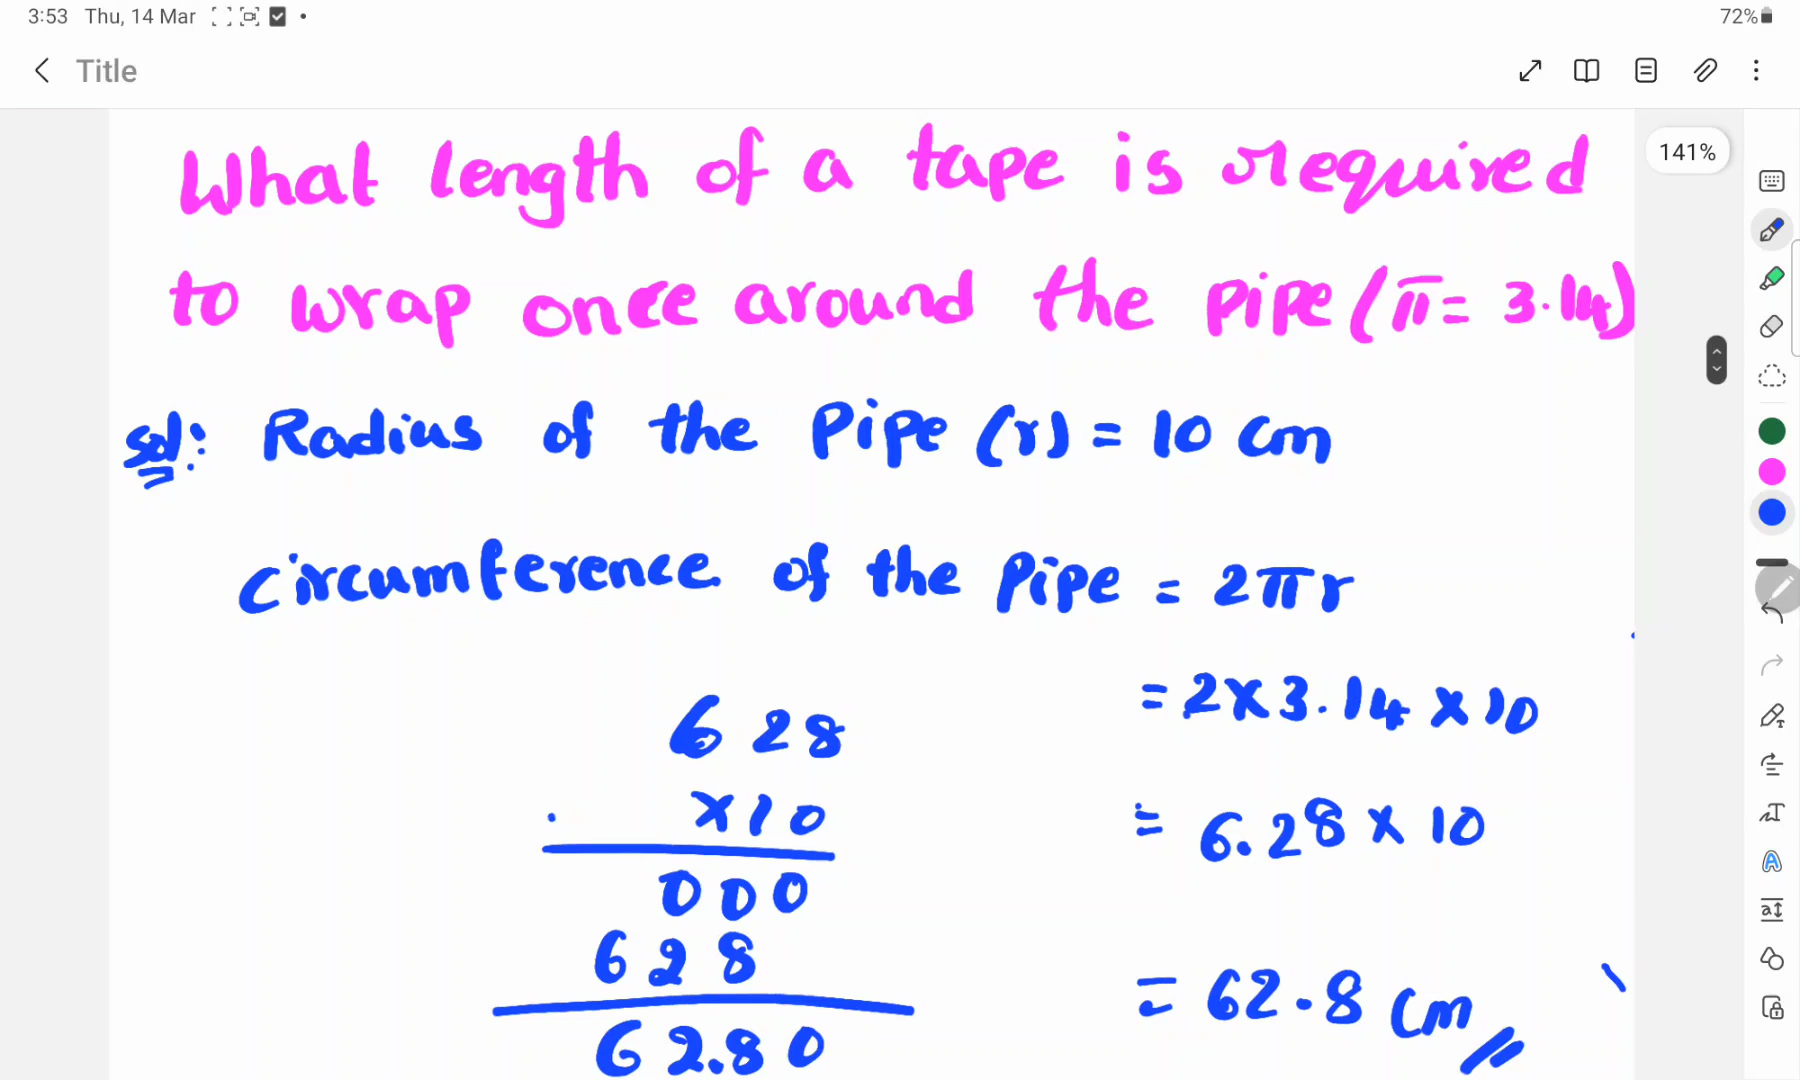 3:53 Thu, 14 Mar
72%
Title
141%
What length of a tape is required
to wrap once around the pipe (π= 3.14)
Sol: Radius of the Pipe (r) = 10 cm
Circumference of the Pipe = 2πr
= 2×3.14×10
628
×10
= 6.28×10
000
628
= 62.8 cm
62.80